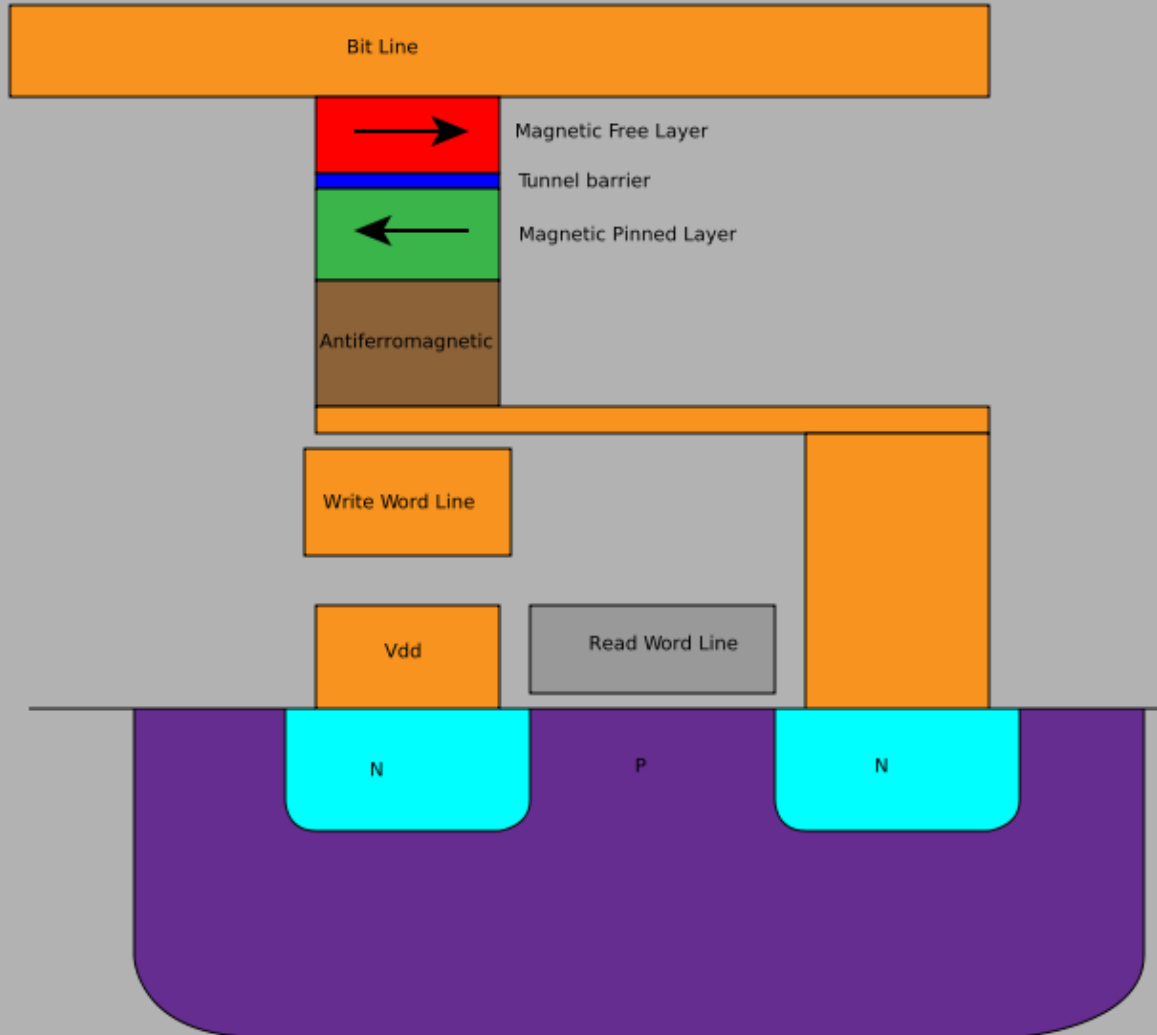 Bit Line
Magnetic Free Layer
Tunnel barrier
Magnetic Pinned Layer
Antiferromagnetic
Write Word Line
Vdd
Read Word Line
N
P
N